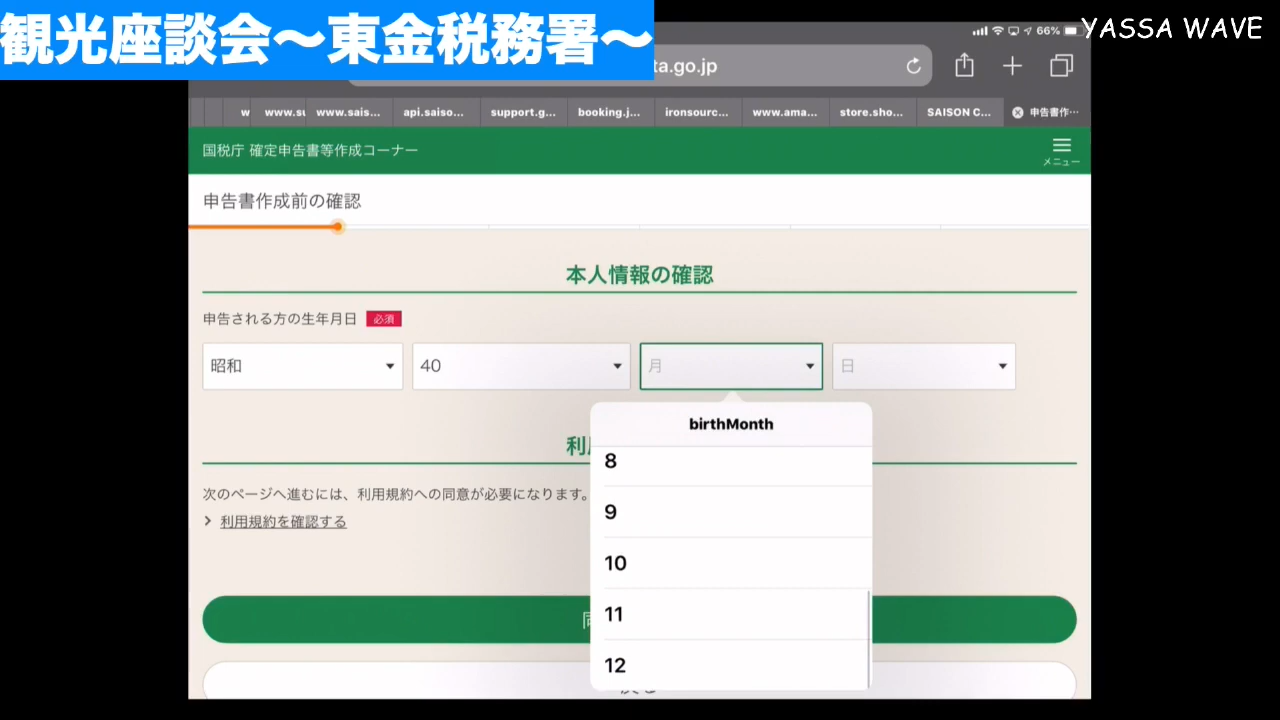 観光座談会～東金税務署～
YASSA WAVE
66%
ta.go.jp
w
www.su
www.sais...
api.saiso...
support.g...
booking.j...
ironsourc...
www.ama...
store.sho...
SAISON C...
申告書作…
国税庁 確定申告書等作成コーナー
メニュー
申告書作成前の確認
本人情報の確認
申告される方の生年月日 必須
昭和 40 月 日
birthMonth
8
9
10
11
12
次のページへ進むには、利用規約への同意が必要になります。
利用規約を確認する